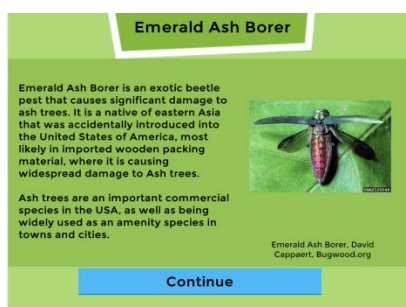 Emerald Ash Borer
Emerald Ash Borer is an exotic beetle
pest that causes significant damage to
ash trees. It is a native of eastern Asia
that was accidentally introduced into
the United States of America, most
likely in imported wooden packing
material, where it is causing
widespread damage to Ash trees.
Ash trees are an important commercial
species in the USA, as well as being
widely used as an amenity species in
towns and cities.
Emerald Ash Borer, David
Cappaert, Bugwood.org
Continue